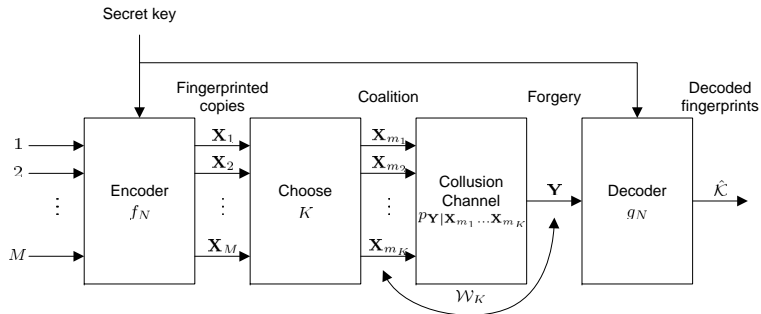 Secret key
Fingerprinted copies
Coalition
Forgery
Decoded fingerprints
1
2
⋮
M
Encoder
f_N
X_1
X_2
⋮
X_M
Choose
K
X_{m_1}
X_{m_2}
⋮
X_{m_K}
Collusion
Channel
p_{Y|X_{m_1}...X_{m_K}}
Y
Decoder
g_N
\hat{K}
W_K